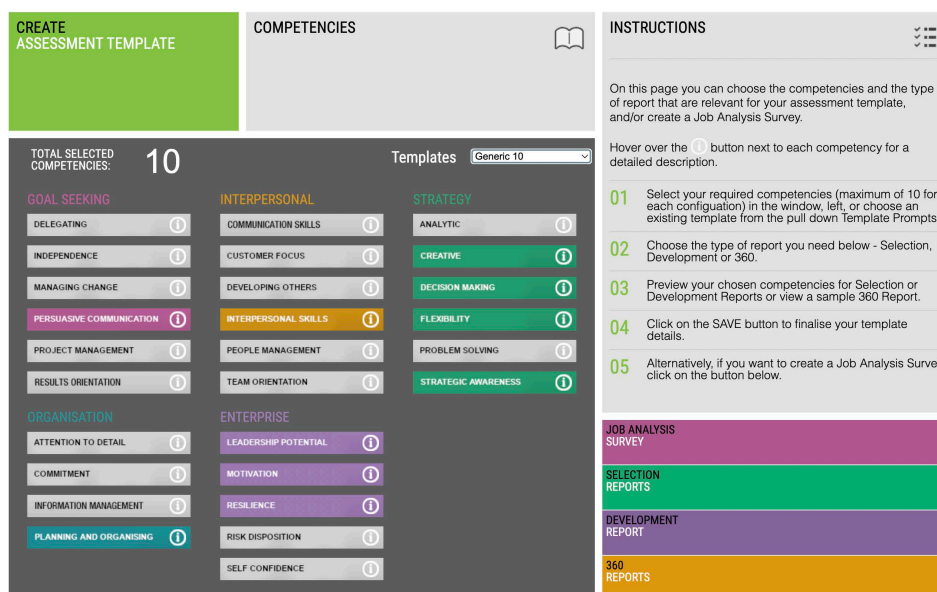 CREATE
ASSESSMENT TEMPLATE
COMPETENCIES
TOTAL SELECTED
COMPETENCIES:
10
Templates
Generic 10
GOAL SEEKING
DELEGATING
INDEPENDENCE
MANAGING CHANGE
PERSUASIVE COMMUNICATION
PROJECT MANAGEMENT
RESULTS ORIENTATION
INTERPERSONAL
COMMUNICATION SKILLS
CUSTOMER FOCUS
DEVELOPING OTHERS
INTERPERSONAL SKILLS
PEOPLE MANAGEMENT
TEAM ORIENTATION
STRATEGY
ANALYTIC
CREATIVE
DECISION MAKING
FLEXIBILITY
PROBLEM SOLVING
STRATEGIC AWARENESS
ORGANISATION
ATTENTION TO DETAIL
COMMITMENT
INFORMATION MANAGEMENT
PLANNING AND ORGANISING
ENTERPRISE
LEADERSHIP POTENTIAL
MOTIVATION
RESILIENCE
RISK DISPOSITION
SELF CONFIDENCE
INSTRUCTIONS
On this page you can choose the competencies and the type
of report that are relevant for your assessment template,
and/or create a Job Analysis Survey.
Hover over the i button next to each competency for a
detailed description.
01 Select your required competencies (maximum of 10 for
each configuation) in the window, left, or choose an
existing template from the pull down Template Prompts
02 Choose the type of report you need below - Selection,
Development or 360.
03 Preview your chosen competencies for Selection or
Development Reports or view a sample 360 Report.
04 Click on the SAVE button to finalise your template
details.
05 Alternatively, if you want to create a Job Analysis Surve
click on the button below.
JOB ANALYSIS
SURVEY
SELECTION
REPORTS
DEVELOPMENT
REPORT
360
REPORTS